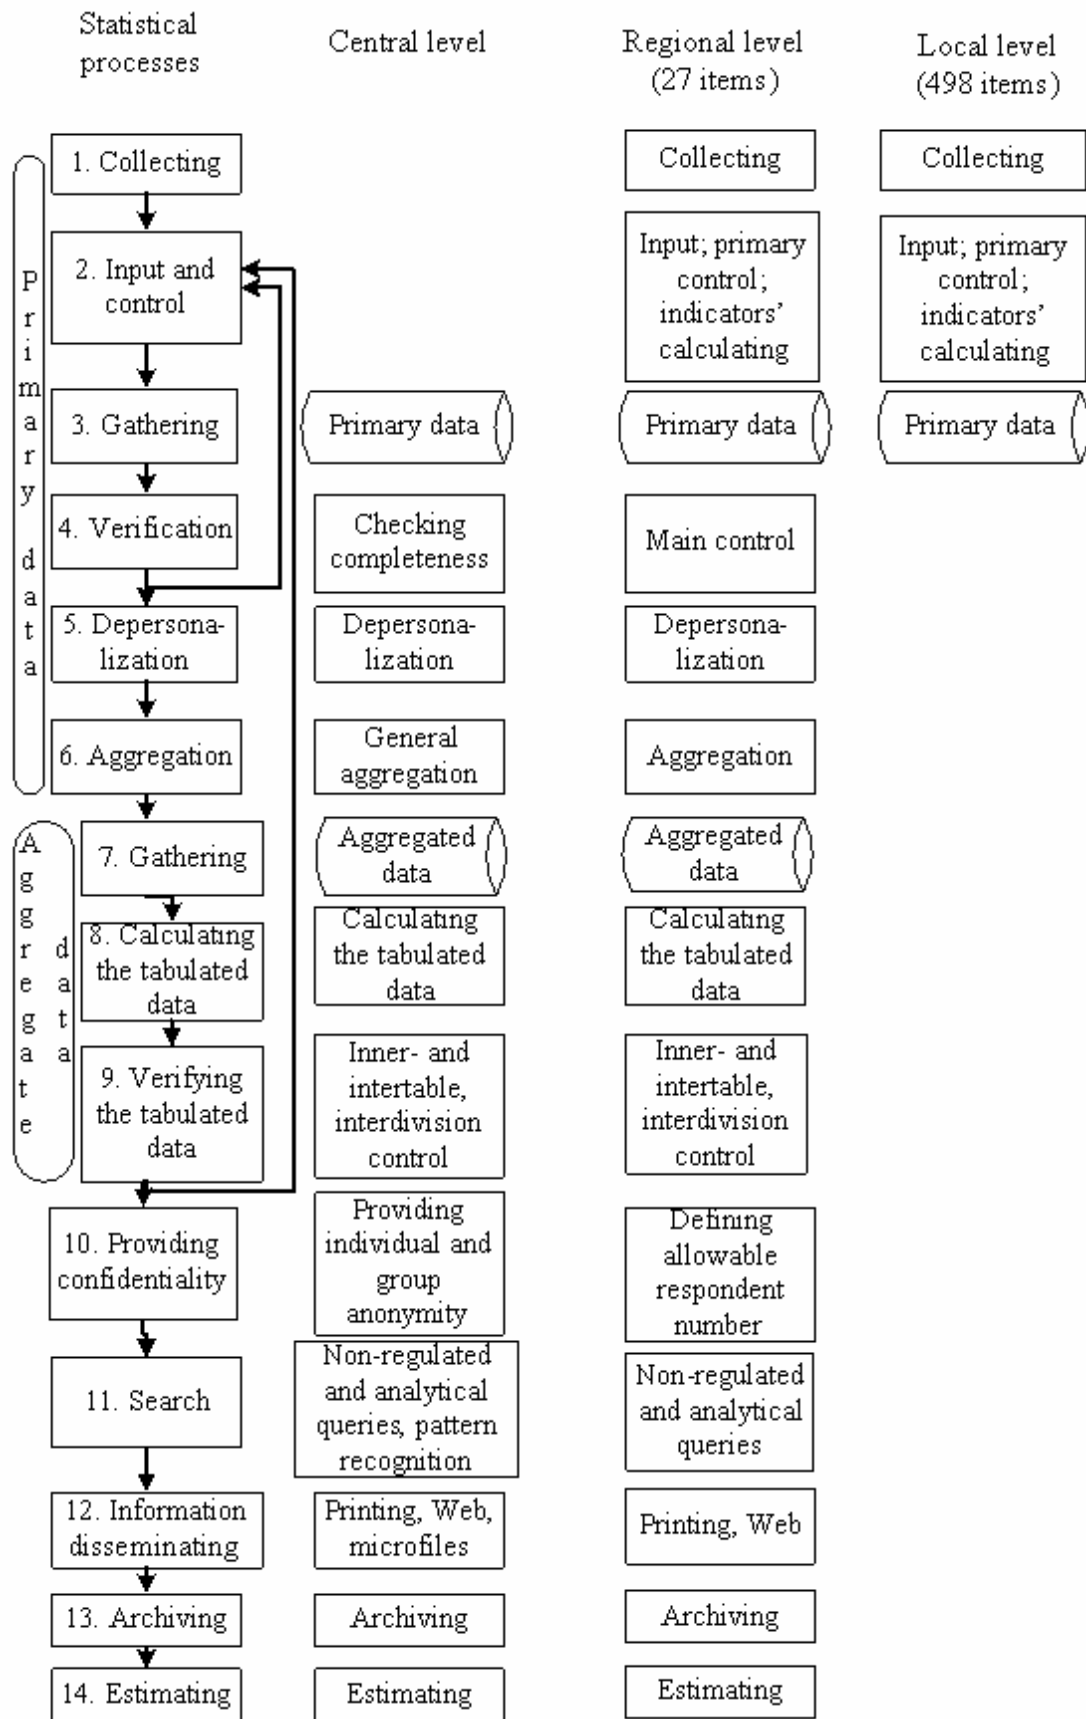 Statistical
processes
Central level
Regional level
(27 items)
Local level
(498 items)
Primary data
1. Collecting
Collecting
Collecting
2. Input and
control
Input; primary
control;
indicators’
calculating
Input; primary
control;
indicators’
calculating
3. Gathering
Primary data
Primary data
Primary data
4. Verification
Checking
completeness
Main control
5. Depersona-
lization
Depersona-
lization
Depersona-
lization
6. Aggregation
General
aggregation
Aggregation
Aggregate
data
7. Gathering
Aggregated
data
Aggregated
data
8. Calculating
the tabulated
data
Calculating
the tabulated
data
Calculating
the tabulated
data
9. Verifying
the tabulated
data
Inner- and
intertable,
interdivision
control
Inner- and
intertable,
interdivision
control
10. Providing
confidentiality
Providing
individual and
group
anonymity
Defining
allowable
respondent
number
11. Search
Non-regulated
and analytical
queries, pattern
recognition
Non-regulated
and analytical
queries
12. Information
disseminating
Printing, Web,
microfiles
Printing, Web
13. Archiving
Archiving
Archiving
14. Estimating
Estimating
Estimating